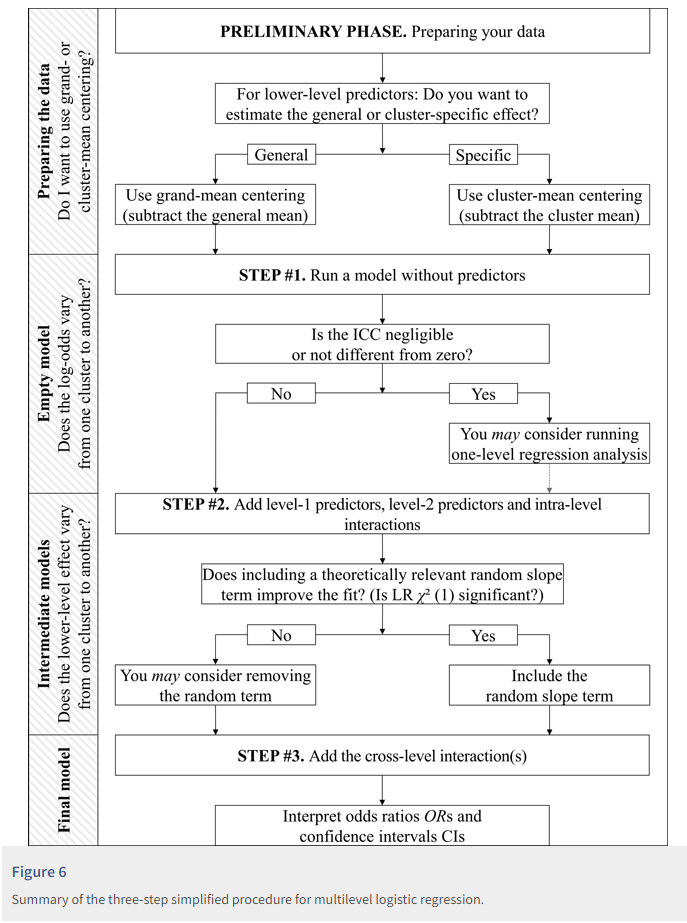 Preparing the data
Do I want to use grand- or
cluster-mean centering?
PRELIMINARY PHASE. Preparing your data
For lower-level predictors: Do you want to
estimate the general or cluster-specific effect?
General
Specific
Use grand-mean centering
(subtract the general mean)
Use cluster-mean centering
(subtract the cluster mean)
Empty model
Does the log-odds vary
from one cluster to another?
STEP #1. Run a model without predictors
Is the ICC negligible
or not different from zero?
No
Yes
You may consider running
one-level regression analysis
Intermediate models
Does the lower-level effect vary
from one cluster to another?
STEP #2. Add level-1 predictors, level-2 predictors and intra-level
interactions
Does including a theoretically relevant random slope
term improve the fit? (Is LR χ² (1) significant?)
No
Yes
You may consider removing
the random term
Include the
random slope term
Final model
STEP #3. Add the cross-level interaction(s)
Interpret odds ratios ORs and
confidence intervals CIs
Figure 6
Summary of the three-step simplified procedure for multilevel logistic regression.